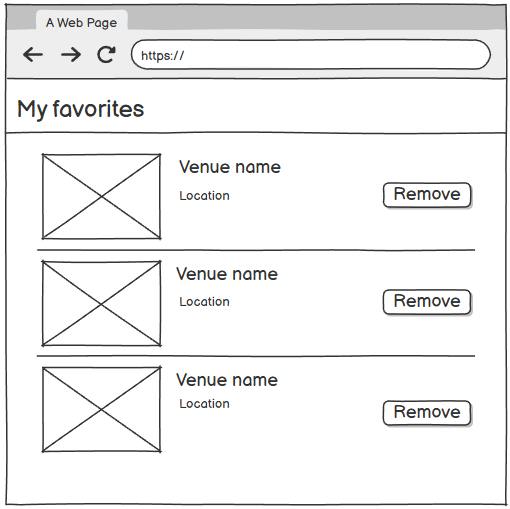 A Web Page
https://
My favorites
Venue name
Location
Remove
Venue name
Location
Remove
Venue name
Location
Remove